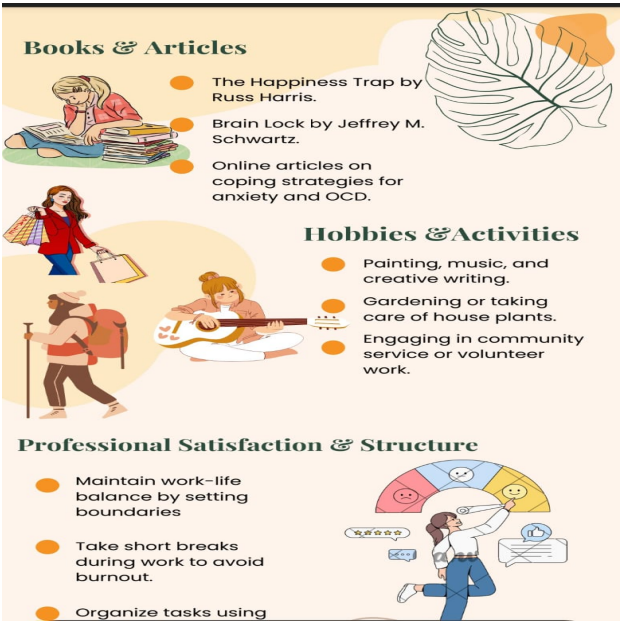 Books & Articles
The Happiness Trap by
Russ Harris.
Brain Lock by Jeffrey M.
Schwartz.
Online articles on
coping strategies for
anxiety and OCD.
Hobbies &Activities
Painting, music, and
creative writing.
Gardening or taking
care of house plants.
Engaging in community
service or volunteer
work.
Professional Satisfaction & Structure
Maintain work-life
balance by setting
boundaries
Take short breaks
during work to avoid
burnout.
Organize tasks using